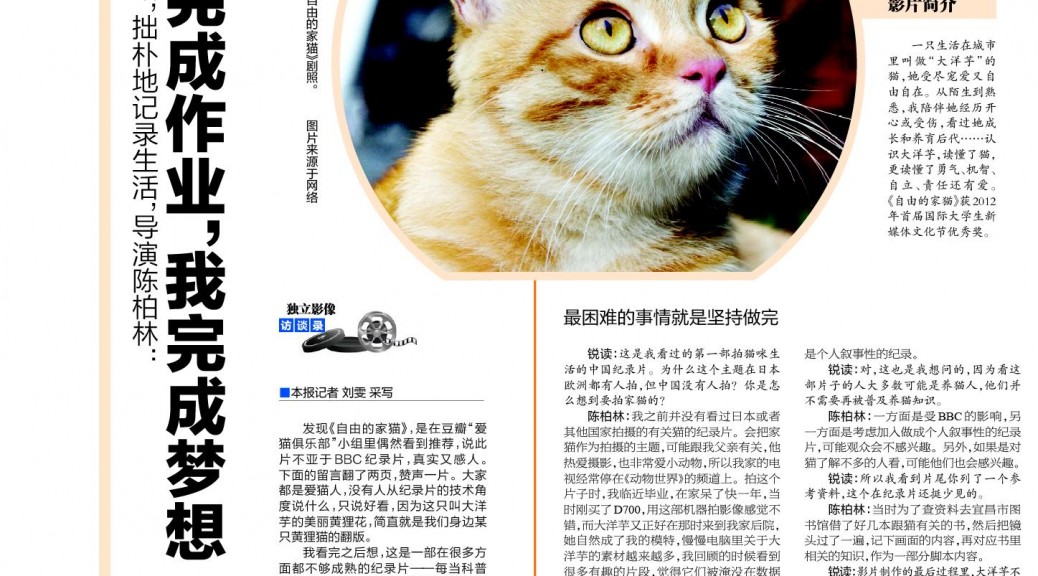 完成作业，我完成梦想
，拙朴地记录生活，导演陈柏林：
自由的家猫》剧照。 图片来源于网络
影片简介
一只生活在城市
里叫做“大洋芋”的
猫，她受尽宠爱又自
由自在。从陌生到熟
悉，我陪伴她经历开
心或受伤，看过她成
长和养育后代……认
识大洋芋，读懂了猫，
更读懂了勇气、机智、
自立、责任还有爱。
《自由的家猫》获2012
年首届国际大学生新
媒体文化节优秀奖。
独立影像
访谈录
■本报记者 刘雯 采写
发现《自由的家猫》，是在豆瓣“爱
猫俱乐部”小组里偶然看到推荐，说此
片不亚于BBC纪录片，真实又感人。
下面的留言翻了两页，赞声一片。大家
都是爱猫人，没有人从纪录片的技术角
度说什么，只说好看，因为这只叫大洋
芋的美丽黄狸花，简直就是我们身边某
只黄狸猫的翻版。
我看完之后想，这是一部在很多方
面都不够成熟的纪录片——每当科普
最困难的事情就是坚持做完
锐读：这是我看过的第一部拍猫咪生
活的中国纪录片。为什么这个主题在日本
欧洲都有人拍，但中国没有人拍？你是怎
么想到要拍家猫的？
陈柏林：我之前并没有看过日本或者
其他国家拍摄的有关猫的纪录片。会把家
猫作为拍摄的主题，可能跟我父亲有关，他
热爱摄影，也非常爱小动物，所以我家的电
视经常停在《动物世界》的频道上。拍这个
片子时，我临近毕业，在家呆了快一年，当
时刚买了D700，用这部机器拍影像感觉不
错，而大洋芋又正好在那时来到我家后院，
她自然成了我的模特，慢慢电脑里关于大
洋芋的素材越来越多，我回顾的时候看到
很多有趣的片段，觉得它们被淹没在数据
是个人叙事性的纪录。
锐读：对，这也是我想问的，因为看这
部片子的人大多数可能是养猫人，他们并
不需要再被普及养猫知识。
陈柏林：一方面是受BBC的影响，另
一方面是考虑加入做成个人叙事性的纪录
片，可能观众会不感兴趣。另外，如果是对
猫了解不多的人看，可能他们也会感兴趣。
锐读：所以我看到片尾你列了一个参
考资料，这个在纪录片还挺少见的。
陈柏林：当时为了查资料去宜昌市图
书馆借了好几本跟猫有关的书，然后把镜
头过了一遍，记下画面的内容，再对应书里
相关的知识，作为一部分脚本内容。
锐读：影片制作的最后过程里，大洋芋不